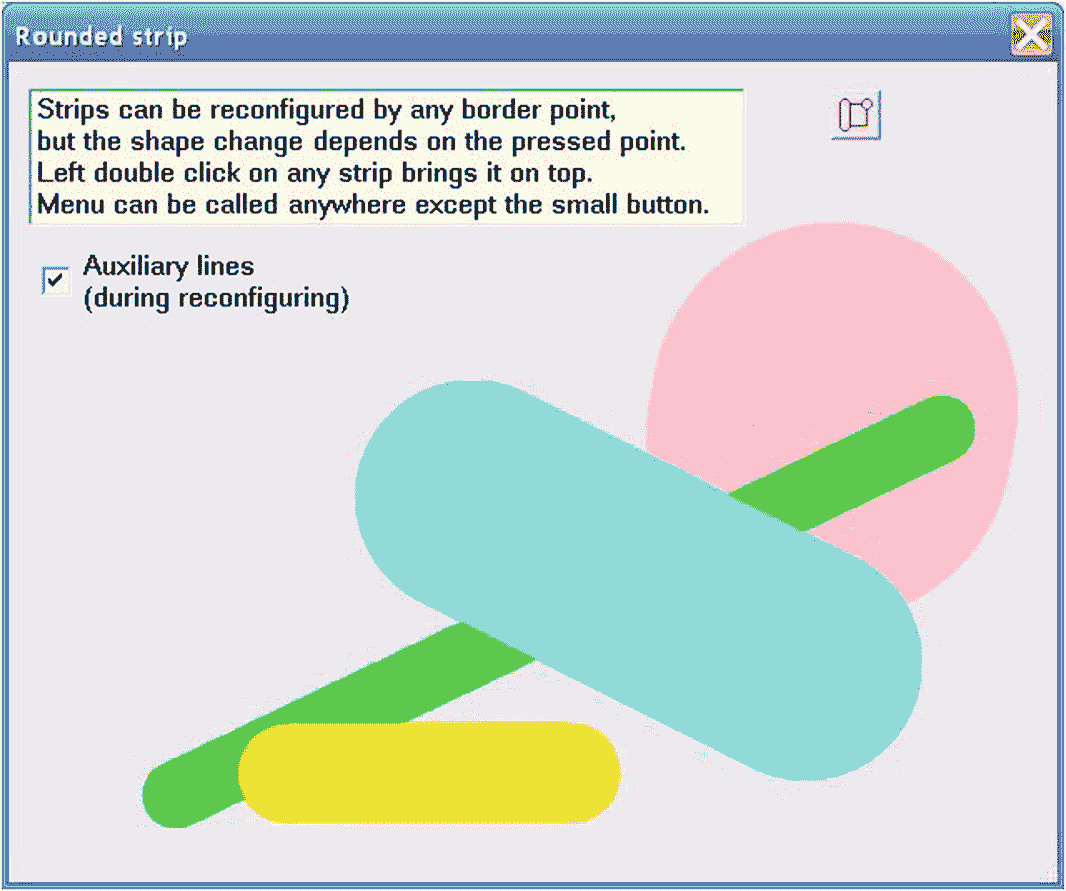 Rounded strip
Strips can be reconfigured by any border point,
but the shape change depends on the pressed point.
Left double click on any strip brings it on top.
Menu can be called anywhere except the small button.
Auxiliary lines
(during reconfiguring)